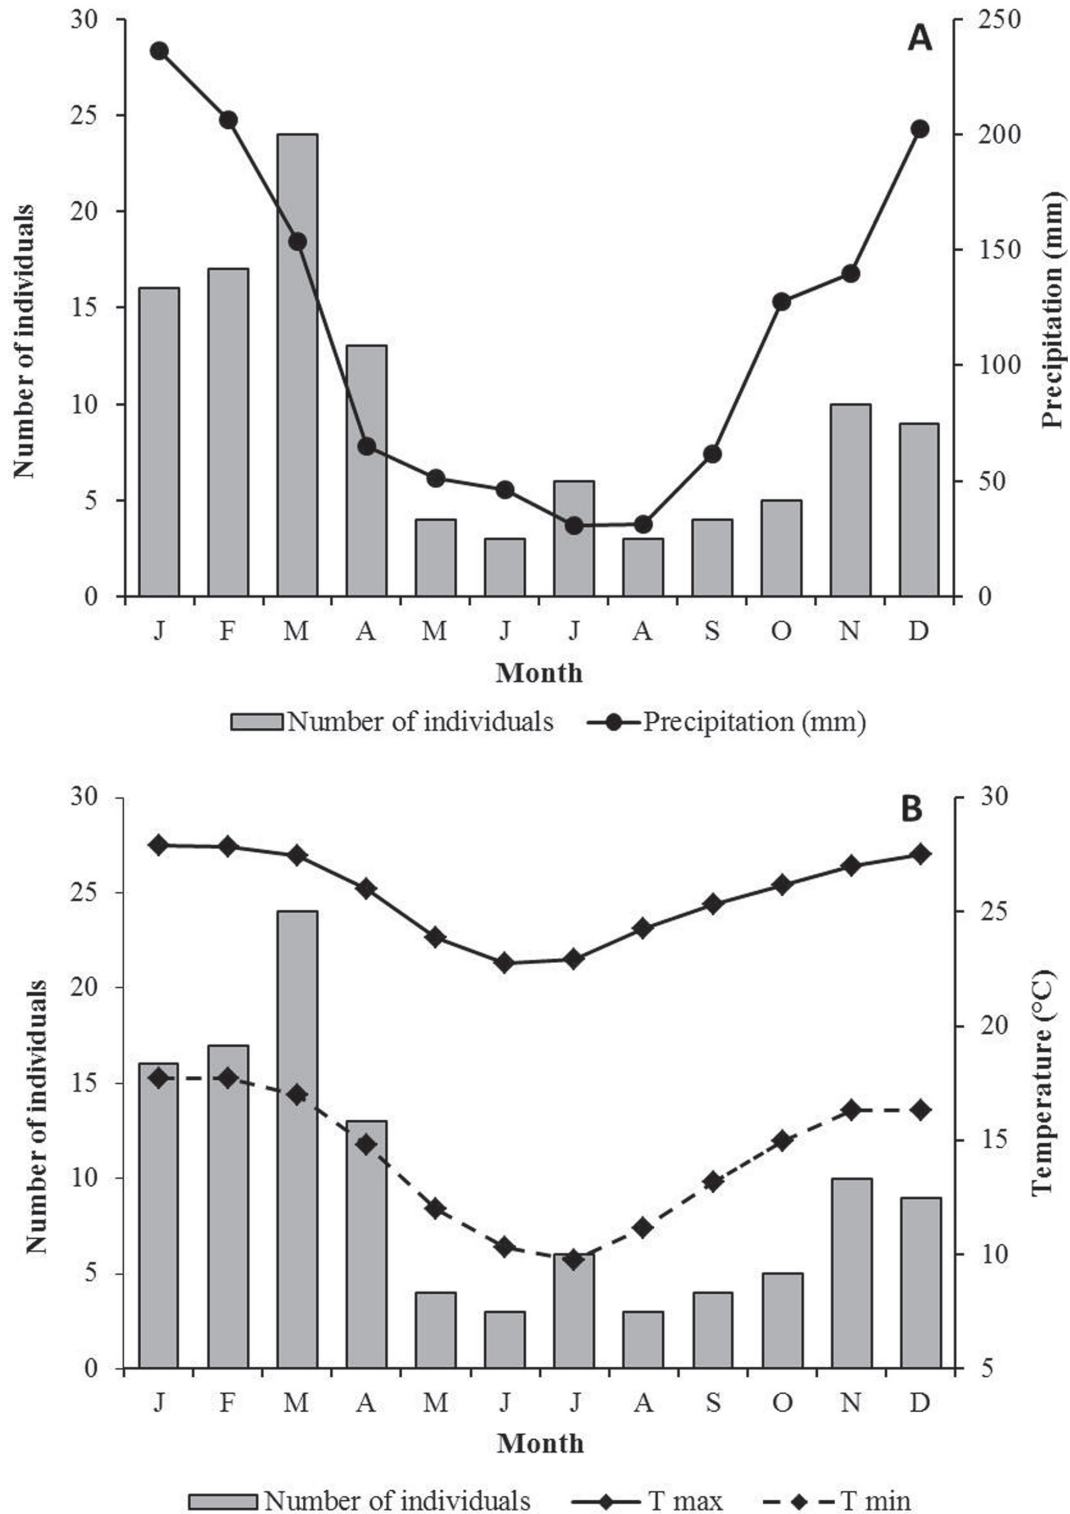 A
30
25
20
15
10
5
0
250
200
150
100
50
0
Number of individuals
Precipitation (mm)
J F M A M J J A S O N D
Month
Number of individuals Precipitation (mm)
B
30
25
20
15
10
5
0
30
25
20
15
10
5
Number of individuals
Temperature (°C)
J F M A M J J A S O N D
Month
Number of individuals T max T min